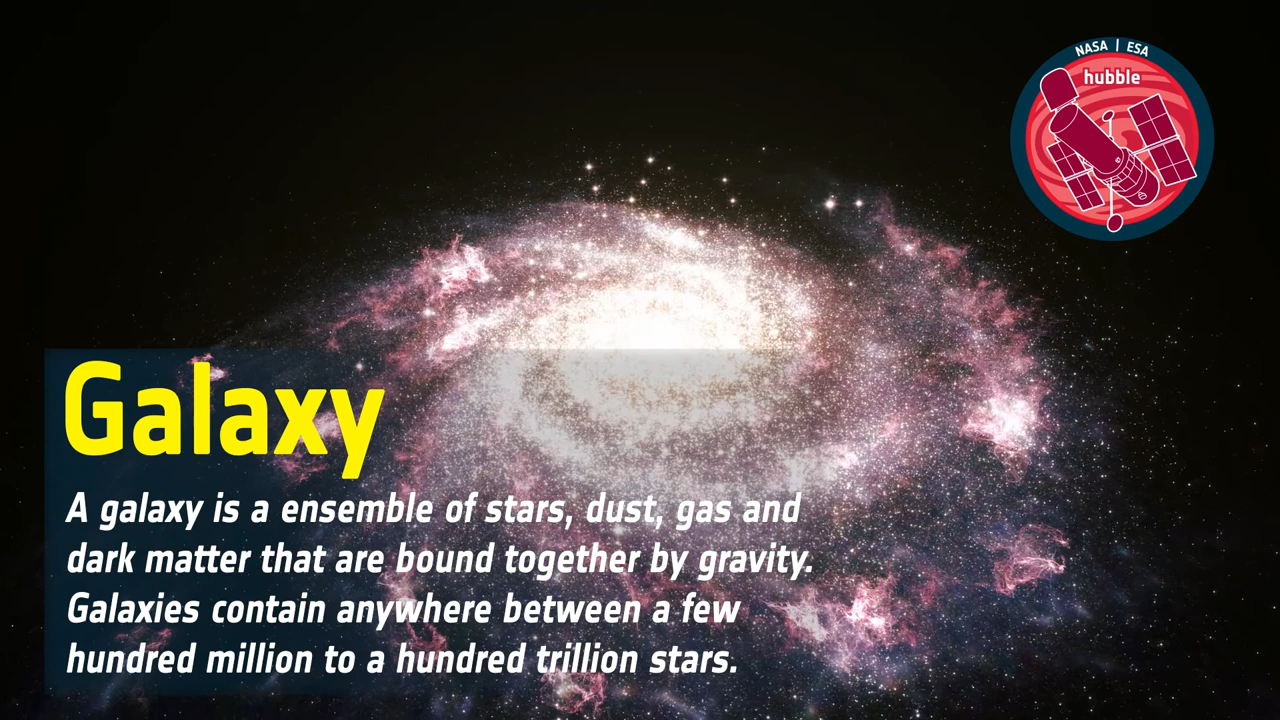 NASA | ESA
hubble
Galaxy
A galaxy is a ensemble of stars, dust, gas and
dark matter that are bound together by gravity.
Galaxies contain anywhere between a few
hundred million to a hundred trillion stars.